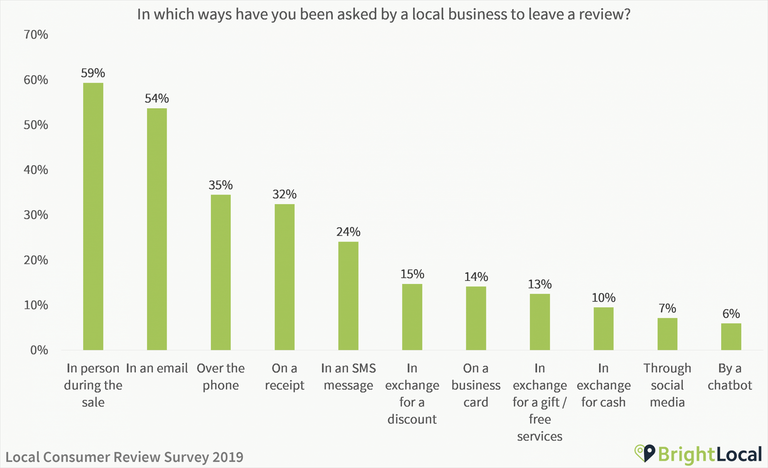 In which ways have you been asked by a local business to leave a review?
70%
60%
50%
40%
30%
20%
10%
0%
59%
54%
35%
32%
24%
15%
14%
13%
10%
7%
6%
In person
during the
sale
In an email
Over the
phone
On a
receipt
In an SMS
message
In
exchange
for a
discount
On a
business
card
In
exchange
for a gift /
free
services
In
exchange
for cash
Through
social
media
By a
chatbot
Local Consumer Review Survey 2019
BrightLocal